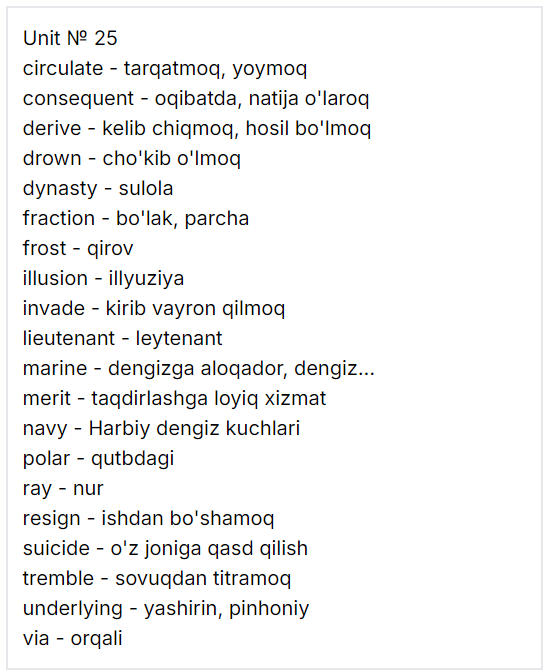 Unit № 25
circulate - tarqatmoq, yoymoq
consequent - oqibatda, natija o'laroq
derive - kelib chiqmoq, hosil bo'lmoq
drown - cho'kib o'lmoq
dynasty - sulola
fraction - bo'lak, parcha
frost - qirov
illusion - illyuziya
invade - kirib vayron qilmoq
lieutenant - leytenant
marine - dengizga aloqador, dengiz...
merit - taqdirlashga loyiq xizmat
navy - Harbiy dengiz kuchlari
polar - qutbdagi
ray - nur
resign - ishdan bo'shamoq
suicide - o'z joniga qasd qilish
tremble - sovuqdan titramoq
underlying - yashirin, pinhoniy
via - orqali